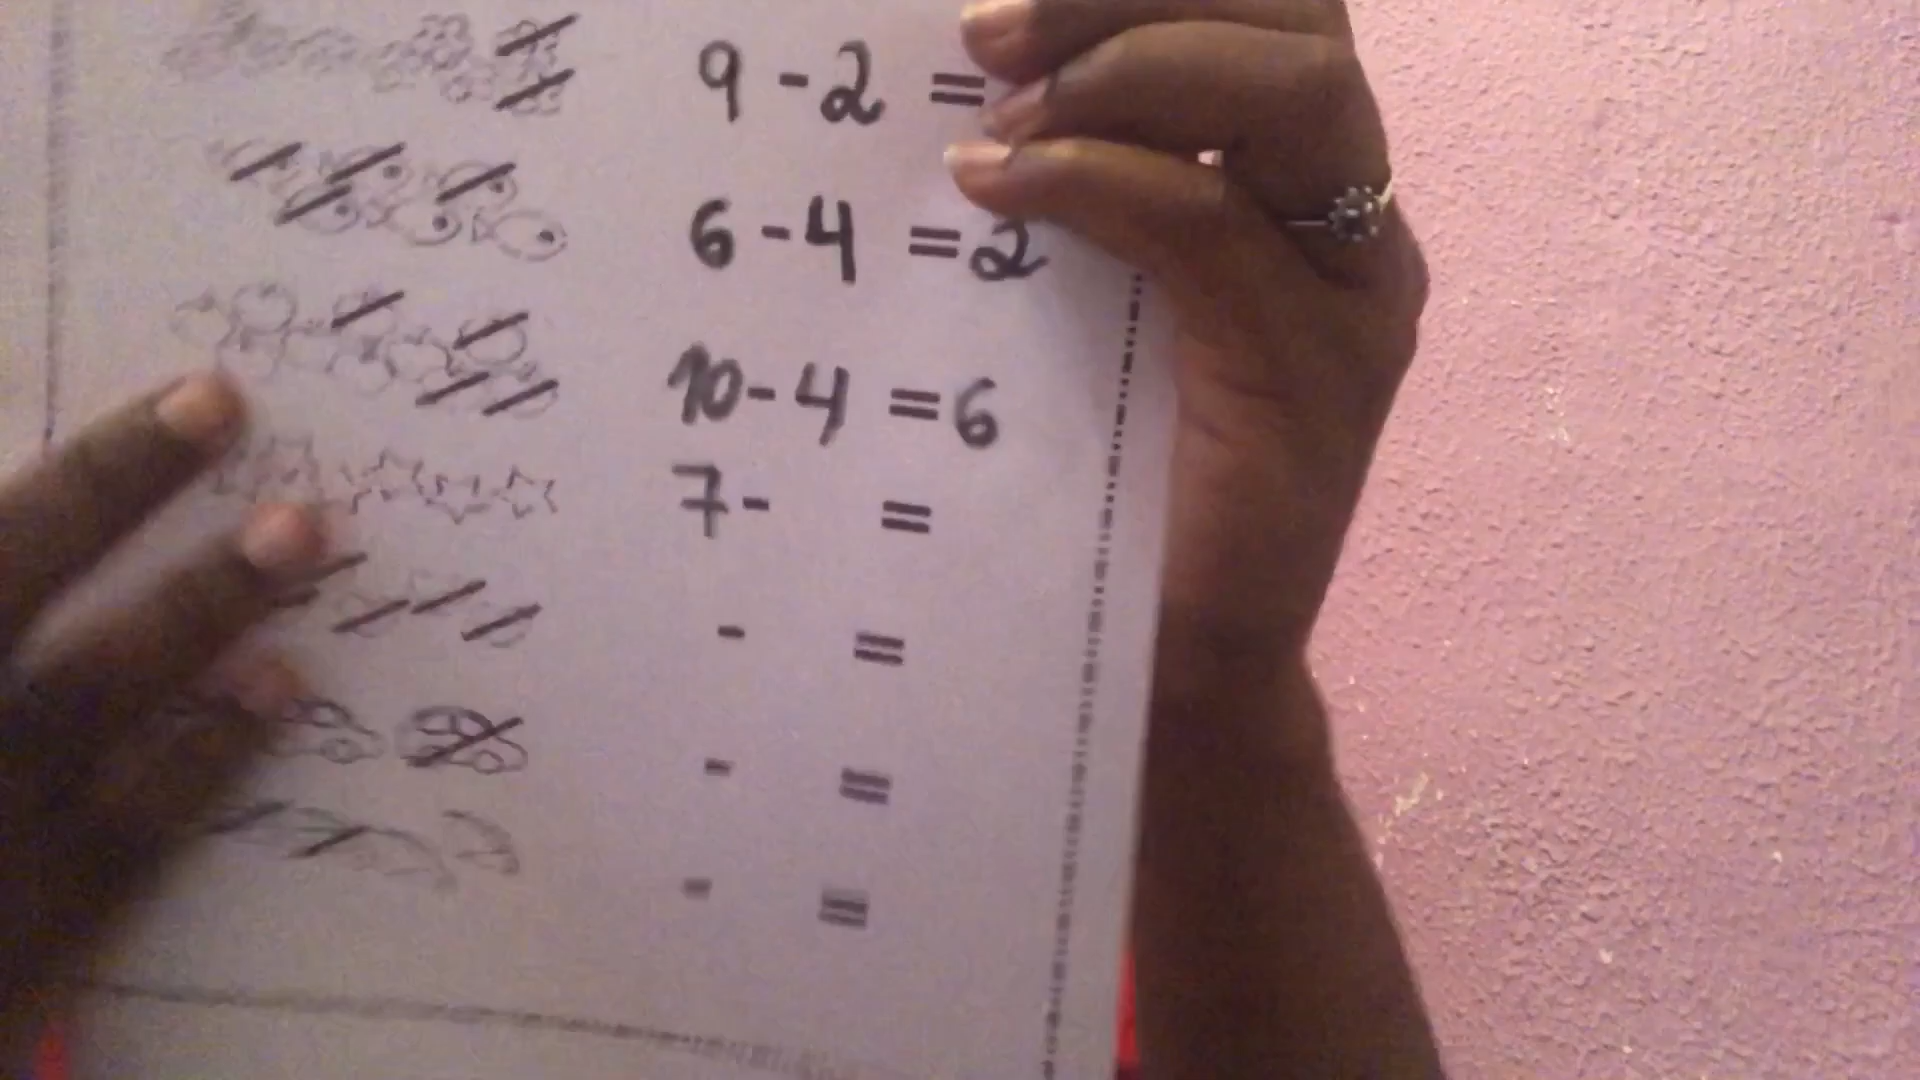 9 - 2 =
6 - 4 = 2
10 - 4 = 6
7 - =
- =
- =
- =